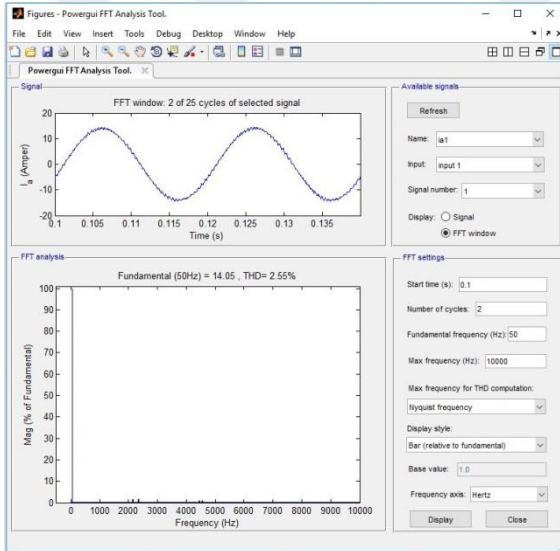 Figures - Powergui FFT Analysis Tool.
File Edit View Insert Tools Debug Desktop Window Help
Powergui FFT Analysis Tool.
Signal
FFT window: 2 of 25 cycles of selected signal
20
10
0
-10
-20
I_a (Amper)
0.1 0.105 0.11 0.115 0.12 0.125 0.13 0.135
Time (s)
FFT analysis
Fundamental (50Hz) = 14.05 , THD= 2.55%
100
90
80
70
60
50
40
30
20
10
0
Mag (% of Fundamental)
0 1000 2000 3000 4000 5000 6000 7000 8000 9000 10000
Frequency (Hz)
Available signals
Refresh
Name: ia1
Input: input 1
Signal number: 1
Display: Signal
FFT window
FFT settings
Start time (s): 0.1
Number of cycles: 2
Fundamental frequency (Hz): 50
Max frequency (Hz): 10000
Max frequency for THD computation:
Nyquist frequency
Display style:
Bar (relative to fundamental)
Base value: 1.0
Frequency axis: Hertz
Display Close